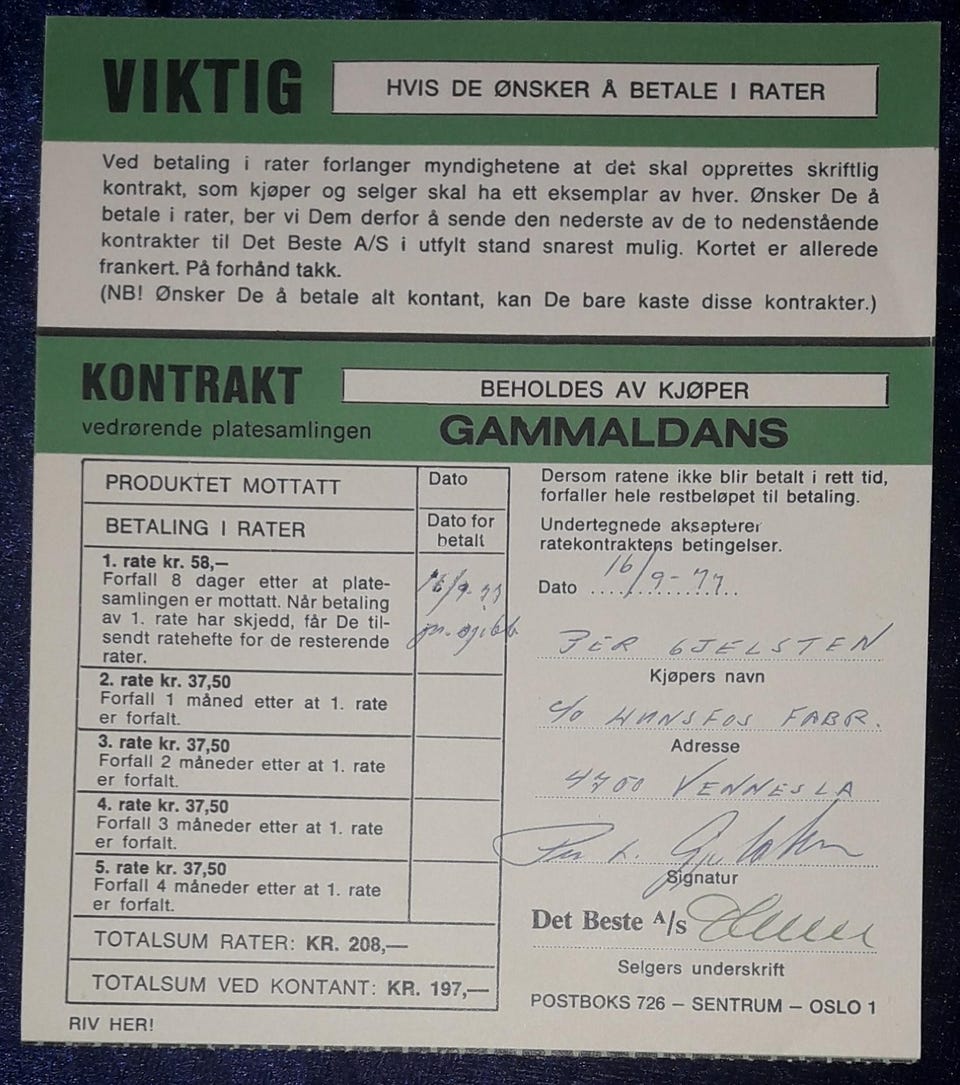 VIKTIG
HVIS DE ØNSKER Å BETALE I RATER
Ved betaling i rater forlanger myndighetene at det skal opprettes skriftlig
kontrakt, som kjøper og selger skal ha ett eksemplar av hver. Ønsker De å
betale i rater, ber vi Dem derfor å sende den nederste av de to nedenstående
kontrakter til Det Beste A/S i utfylt stand snarest mulig. Kortet er allerede
frankert. På forhånd takk.
(NB! Ønsker De å betale alt kontant, kan De bare kaste disse kontrakter.)
KONTRAKT
BEHOLDES AV KJØPER
vedrørende platesamlingen
GAMMALDANS
PRODUKTET MOTTATT
Dato
BETALING I RATER
Dato for
betalt
1. rate kr. 58,—
Forfall 8 dager etter at plate-
samlingen er mottatt. Når betaling
av 1. rate har skjedd, får De til-
sendt ratehefte for de resterende
rater.
16/9-77
2. rate kr. 37,50
Forfall 1 måned etter at 1. rate
er forfalt.
3. rate kr. 37,50
Forfall 2 måneder etter at 1. rate
er forfalt.
4. rate kr. 37,50
Forfall 3 måneder etter at 1. rate
er forfalt.
5. rate kr. 37,50
Forfall 4 måneder etter at 1. rate
er forfalt.
TOTALSUM RATER: KR. 208,—
TOTALSUM VED KONTANT: KR. 197,—
RIV HER!
Dersom ratene ikke blir betalt i rett tid,
forfaller hele restbeløpet til betaling.
Undertegnede aksepterer
ratekontraktens betingelser.
Dato 16/9-77
PER GJELSTEN
Kjøpers navn
c/o HUNSFOS FABR.
Adresse
4700 VENNESLA
Signatur
Det Beste A/s
Selgers underskrift
POSTBOKS 726 – SENTRUM – OSLO 1